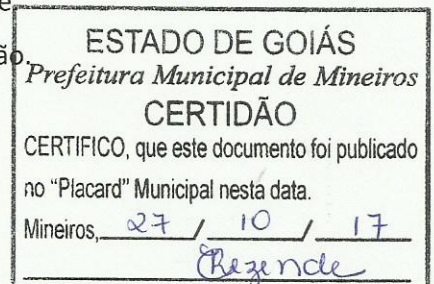 e
ão.
ESTADO DE GOIÁS
Prefeitura Municipal de Mineiros
CERTIDÃO
CERTIFICO, que este documento foi publicado
no "Placard" Municipal nesta data.
Mineiros, 27 / 10 / 17
Rezende